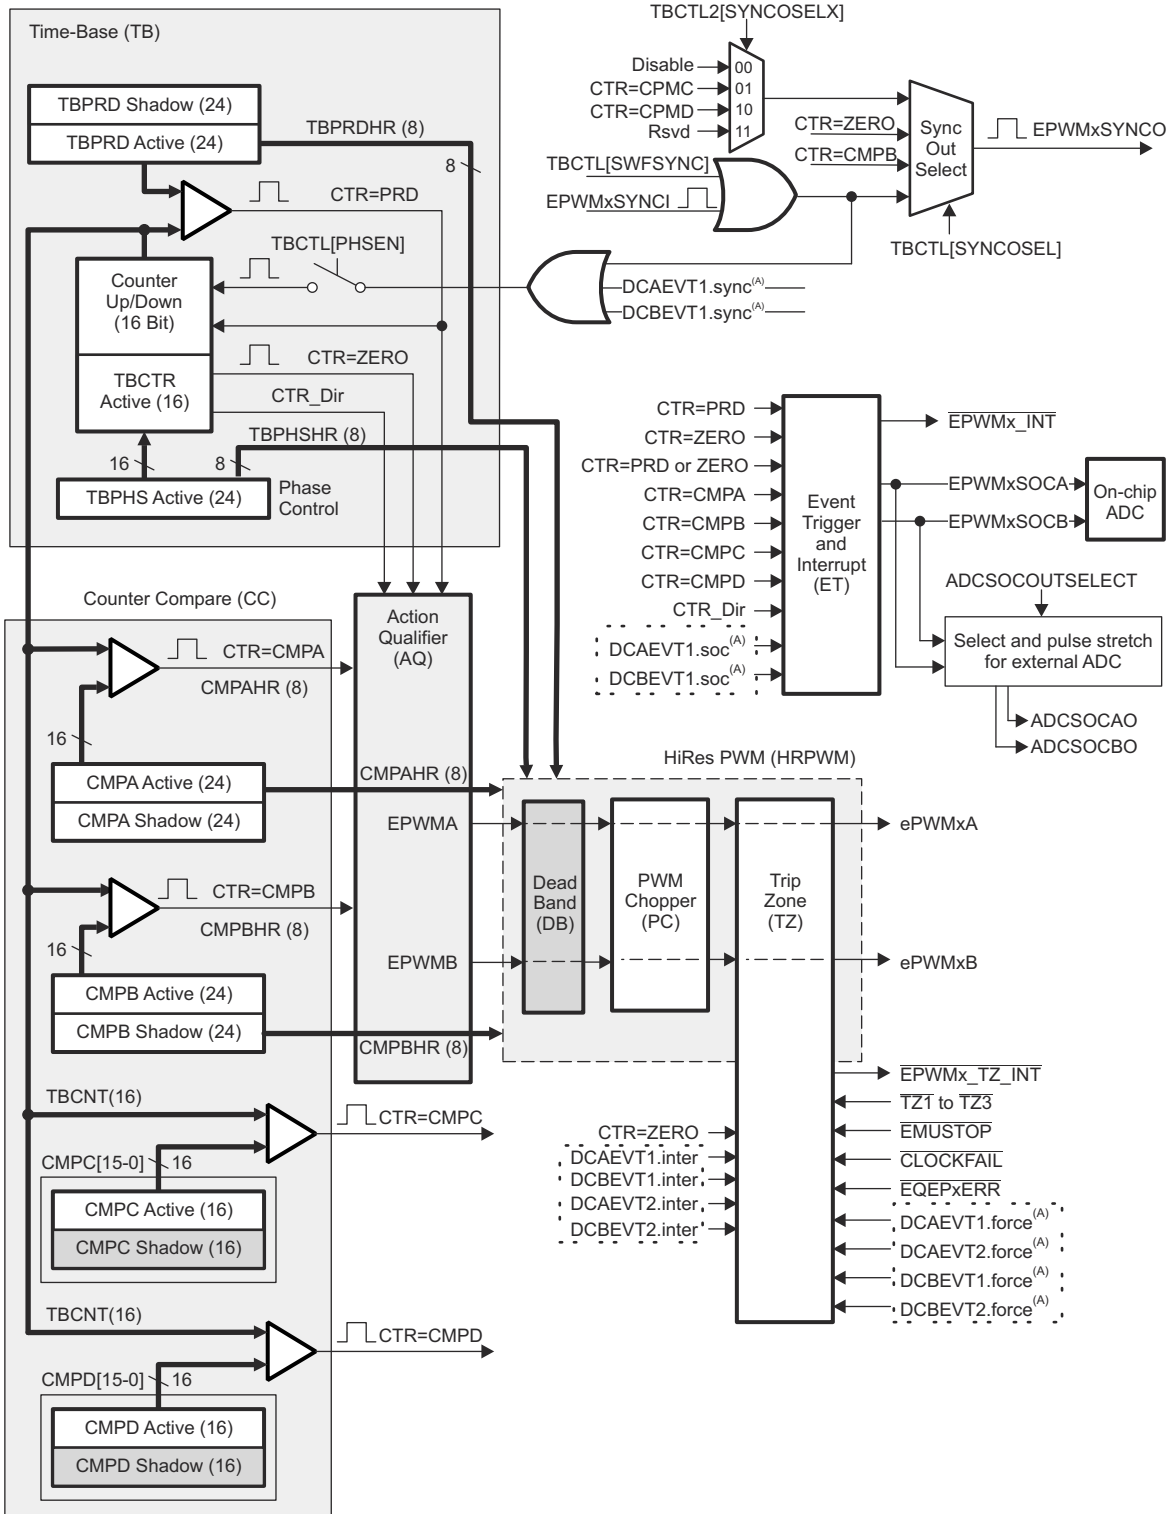 Time-Base (TB)
TBPRD Shadow (24)
TBPRD Active (24)
TBPRDHR (8)
8
CTR=PRD
TBCTL[PHSEN]
Counter
Up/Down
(16 Bit)
CTR=ZERO
TBCTR
Active (16)
CTR_Dir
TBPHSHR (8)
16
8
TBPHS Active (24)
Phase
Control
TBCTL2[SYNCOSELX]
Disable
00
CTR=CPMC
01
CTR=CPMD
10
Rsvd
11
CTR=ZERO
CTR=CMPB
Sync
Out
Select
EPWMxSYNCO
TBCTL[SWFSYNC]
EPWMxSYNCI
TBCTL[SYNCOSEL]
DCAEVT1.sync(A)
DCBEVT1.sync(A)
CTR=PRD
CTR=ZERO
CTR=PRD or ZERO
CTR=CMPA
CTR=CMPB
CTR=CMPC
CTR=CMPD
CTR_Dir
DCAEVT1.soc(A)
DCBEVT1.soc(A)
Event
Trigger
and
Interrupt
(ET)
EPWMx_INT
EPWMxSOCA
EPWMxSOCB
On-chip
ADC
ADCSOCOUTSELECT
Select and pulse stretch
for external ADC
ADCSOCAO
ADCSOCBO
Counter Compare (CC)
CTR=CMPA
CMPAHR (8)
16
CMPA Active (24)
CMPA Shadow (24)
CTR=CMPB
CMPBHR (8)
16
CMPB Active (24)
CMPB Shadow (24)
TBCNT(16)
CTR=CMPC
CMPC[15-0]
16
CMPC Active (16)
CMPC Shadow (16)
TBCNT(16)
CTR=CMPD
CMPD[15-0]
16
CMPD Active (16)
CMPD Shadow (16)
Action
Qualifier
(AQ)
CMPAHR (8)
EPWMA
EPWMB
CMPBHR (8)
HiRes PWM (HRPWM)
Dead
Band
(DB)
PWM
Chopper
(PC)
Trip
Zone
(TZ)
ePWMxA
ePWMxB
EPWMx_TZ_INT
TZ1 to TZ3
EMUSTOP
CLOCKFAIL
EQEPxERR
DCAEVT1.force(A)
DCAEVT2.force(A)
DCBEVT1.force(A)
DCBEVT2.force(A)
CTR=ZERO
DCAEVT1.inter
DCBEVT1.inter
DCAEVT2.inter
DCBEVT2.inter